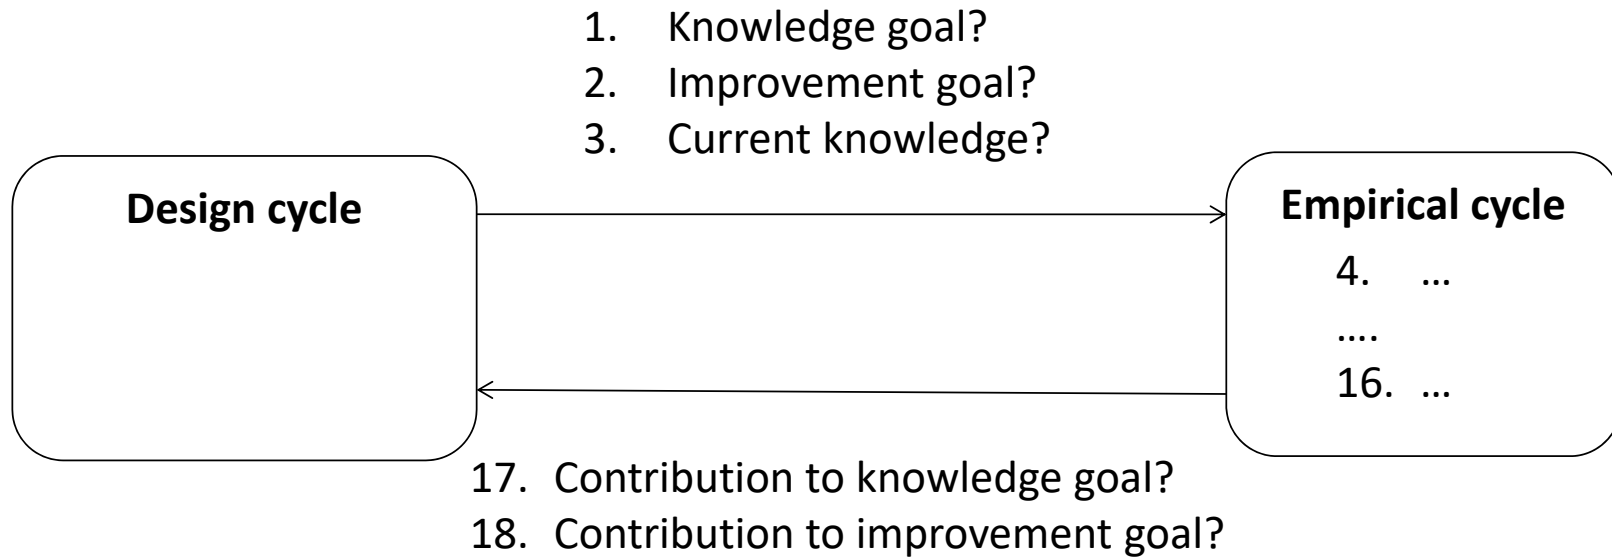 1. Knowledge goal?
2. Improvement goal?
3. Current knowledge?
Design cycle
Empirical cycle
4. ...
....
16. ...
17. Contribution to knowledge goal?
18. Contribution to improvement goal?